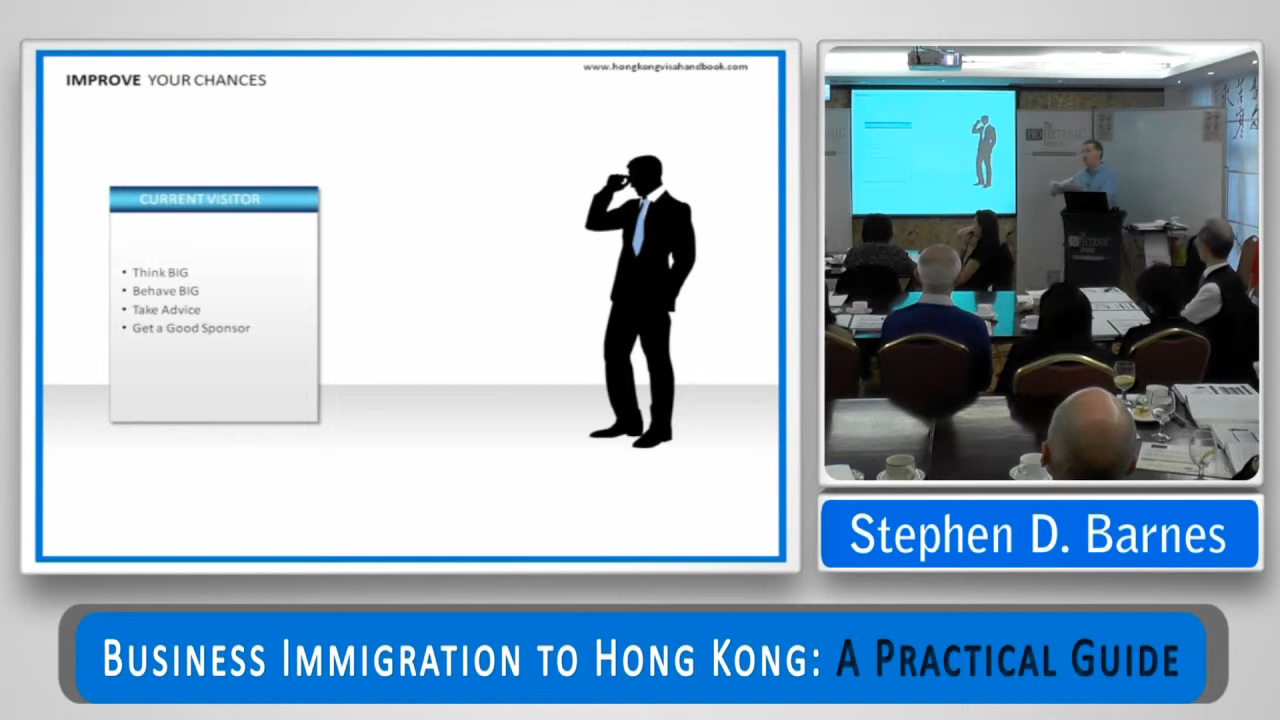 IMPROVE YOUR CHANCES
www.hongkongvisahandbook.com
CURRENT VISITOR
• Think BIG
• Behave BIG
• Take Advice
• Get a Good Sponsor
Stephen D. Barnes
BUSINESS IMMIGRATION TO HONG KONG: A PRACTICAL GUIDE